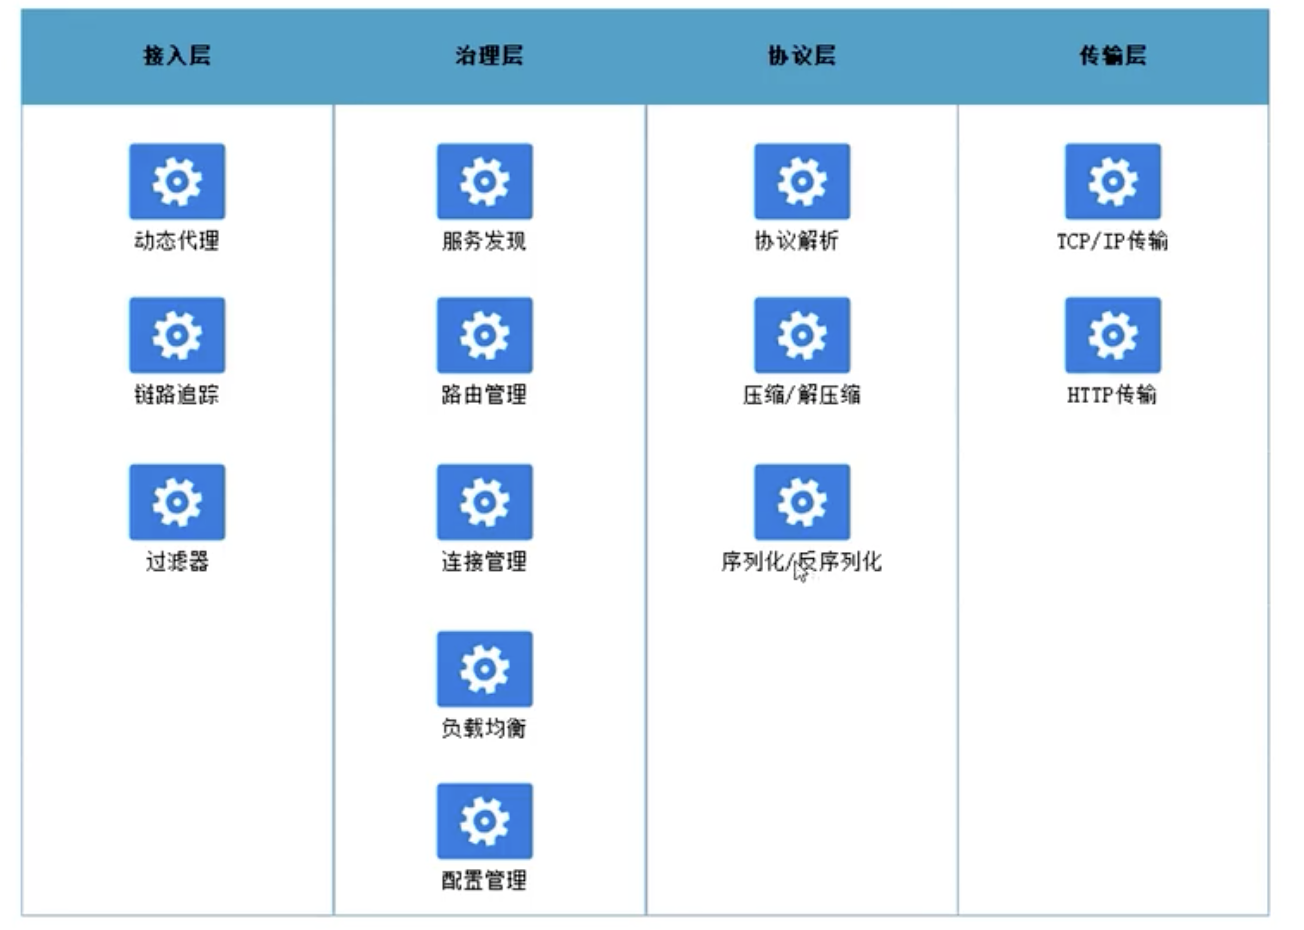 接入层
治理层
协议层
传输层
动态代理
服务发现
协议解析
TCP/IP传输
链路追踪
路由管理
压缩/解压缩
HTTP传输
过滤器
连接管理
序列化/反序列化
负载均衡
配置管理